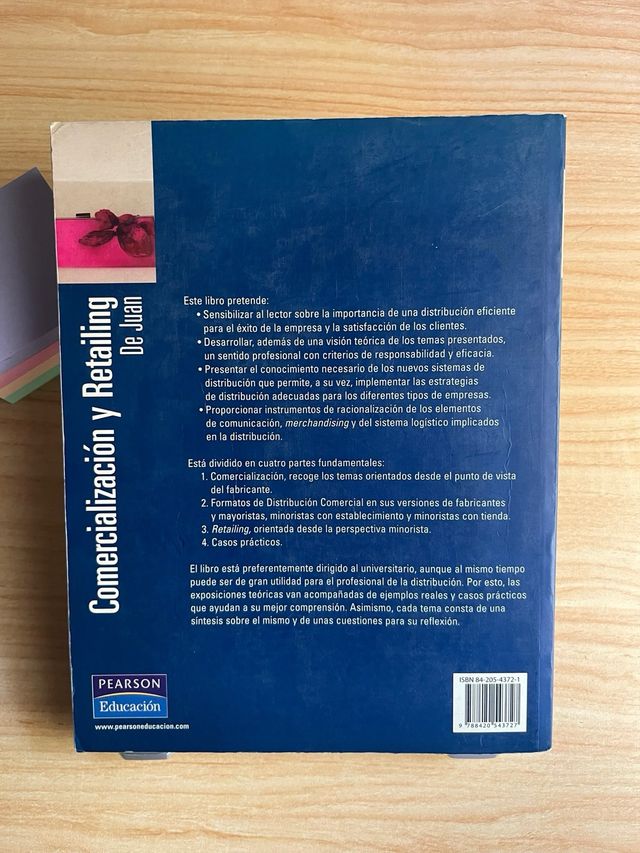 Comercialización y Retailing
De Juan
Este libro pretende:
• Sensibilizar al lector sobre la importancia de una distribución eficiente
para el éxito de la empresa y la satisfacción de los clientes.
• Desarrollar, además de una visión teórica de los temas presentados,
un sentido profesional con criterios de responsabilidad y eficacia.
• Presentar el conocimiento necesario de los nuevos sistemas de
distribución que permite, a su vez, implementar las estrategias
de distribución adecuadas para los diferentes tipos de empresas.
• Proporcionar instrumentos de racionalización de los elementos
de comunicación, merchandising y del sistema logístico implicados
en la distribución.
Está dividido en cuatro partes fundamentales:
1. Comercialización, recoge los temas orientados desde el punto de vista
del fabricante.
2. Formatos de Distribución Comercial en sus versiones de fabricantes
y mayoristas, minoristas con establecimiento y minoristas con tienda.
3. Retailing, orientada desde la perspectiva minorista.
4. Casos prácticos.
El libro está preferentemente dirigido al universitario, aunque al mismo tiempo
puede ser de gran utilidad para el profesional de la distribución. Por esto, las
exposiciones teóricas van acompañadas de ejemplos reales y casos prácticos
que ayudan a su mejor comprensión. Asimismo, cada tema consta de una
síntesis sobre el mismo y de unas cuestiones para su reflexión.
PEARSON
Educación
www.pearsoneducacion.com
ISBN 84-205-4372-1
9 788420 543727